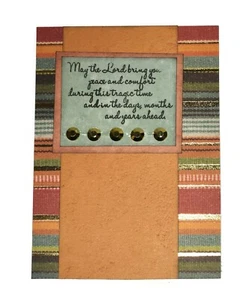 May the Lord bring you
peace and comfort
during this tragic time
and in the days, months
and years ahead.